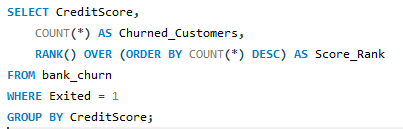 SELECT CreditScore,
COUNT(*) AS Churned_Customers,
RANK() OVER (ORDER BY COUNT(*) DESC) AS Score_Rank
FROM bank_churn
WHERE Exited = 1
GROUP BY CreditScore;